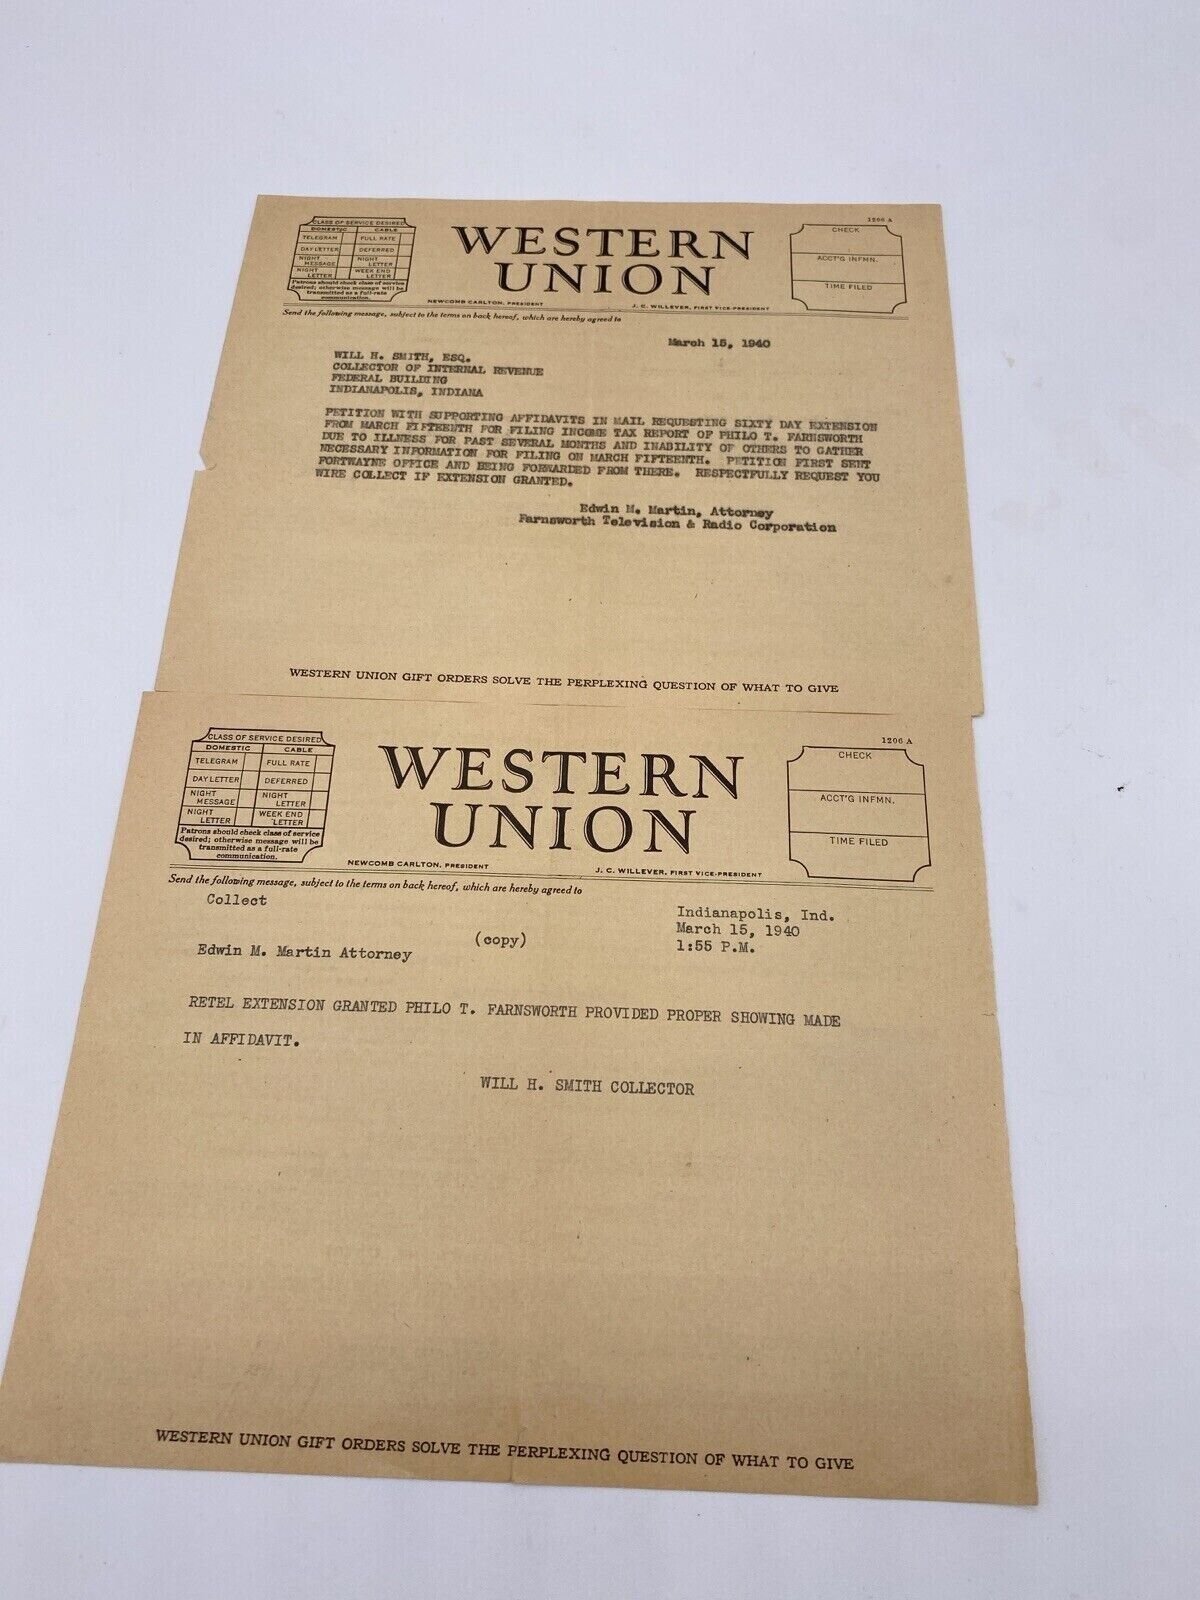 1206 A
CLASS OF SERVICE DESIRED
DOMESTIC CABLE
TELEGRAM FULL RATE
DAY LETTER DEFERRED
NIGHT MESSAGE NIGHT LETTER
NIGHT LETTER WEEK END LETTER
Patrons should check class of service
desired; otherwise message will be
transmitted as a full-rate
communication.
WESTERN
UNION
CHECK
ACCT'G INFMN.
TIME FILED
NEWCOMB CARLTON, PRESIDENT J. C. WILLEVER, FIRST VICE-PRESIDENT
Send the following message, subject to the terms on back hereof, which are hereby agreed to
March 15, 1940
WILL H. SMITH, ESQ.
COLLECTOR OF INTERNAL REVENUE
FEDERAL BUILDING
INDIANAPOLIS, INDIANA
PETITION WITH SUPPORTING AFFIDAVITS IN MAIL REQUESTING SIXTY DAY EXTENSION
FROM MARCH FIFTEENTH FOR FILING INCOME TAX REPORT OF PHILO T. FARNSWORTH
DUE TO ILLNESS FOR PAST SEVERAL MONTHS AND INABILITY OF OTHERS TO GATHER
NECESSARY INFORMATION FOR FILING ON MARCH FIFTEENTH. PETITION FIRST SENT
FORTWAYNE OFFICE AND BEING FORWARDED FROM THERE. RESPECTFULLY REQUEST YOU
WIRE COLLECT IF EXTENSION GRANTED.
Edwin M. Martin, Attorney
Farnsworth Television & Radio Corporation
WESTERN UNION GIFT ORDERS SOLVE THE PERPLEXING QUESTION OF WHAT TO GIVE
1206 A
CLASS OF SERVICE DESIRED
DOMESTIC CABLE
TELEGRAM FULL RATE
DAY LETTER DEFERRED
NIGHT MESSAGE NIGHT LETTER
NIGHT LETTER WEEK END LETTER
Patrons should check class of service
desired; otherwise message will be
transmitted as a full-rate
communication.
WESTERN
UNION
CHECK
ACCT'G INFMN.
TIME FILED
NEWCOMB CARLTON, PRESIDENT J. C. WILLEVER, FIRST VICE-PRESIDENT
Send the following message, subject to the terms on back hereof, which are hereby agreed to
Collect
Indianapolis, Ind.
March 15, 1940
1:55 P.M.
(copy)
Edwin M. Martin Attorney
RETEL EXTENSION GRANTED PHILO T. FARNSWORTH PROVIDED PROPER SHOWING MADE
IN AFFIDAVIT.
WILL H. SMITH COLLECTOR
WESTERN UNION GIFT ORDERS SOLVE THE PERPLEXING QUESTION OF WHAT TO GIVE